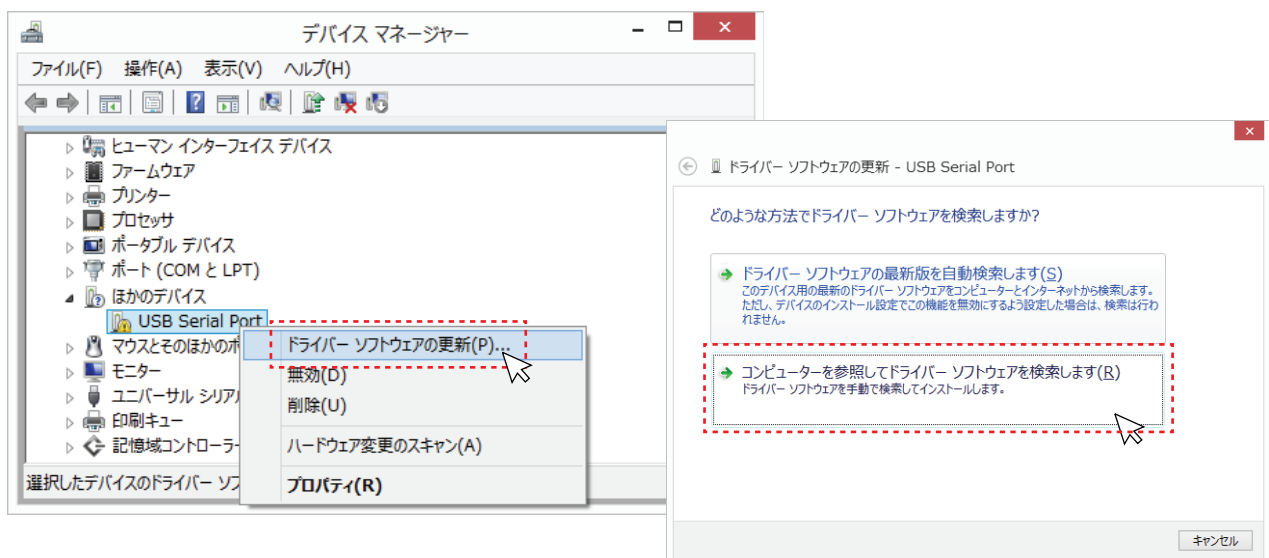 デバイス マネージャー
ファイル(F) 操作(A) 表示(V) ヘルプ(H)
ヒューマン インターフェイス デバイス
ファームウェア
プリンター
プロセッサ
ポータブル デバイス
ポート (COM と LPT)
ほかのデバイス
USB Serial Port
マウスとそのほかのポ
モニター
ユニバーサル シリアル
印刷キュー
記憶域コントローラー
選択したデバイスのドライバー ソフ
ドライバー ソフトウェアの更新(P)...
無効(D)
削除(U)
ハードウェア変更のスキャン(A)
プロパティ(R)
ドライバー ソフトウェアの更新 - USB Serial Port
どのような方法でドライバー ソフトウェアを検索しますか?
ドライバー ソフトウェアの最新版を自動検索します(S)
このデバイス用の最新のドライバー ソフトウェアをコンピューターとインターネットから検索します。
ただし、デバイスのインストール設定でこの機能を無効にするよう設定した場合は、検索は行わ
れません。
コンピューターを参照してドライバー ソフトウェアを検索します(R)
ドライバー ソフトウェアを手動で検索してインストールします。
キャンセル